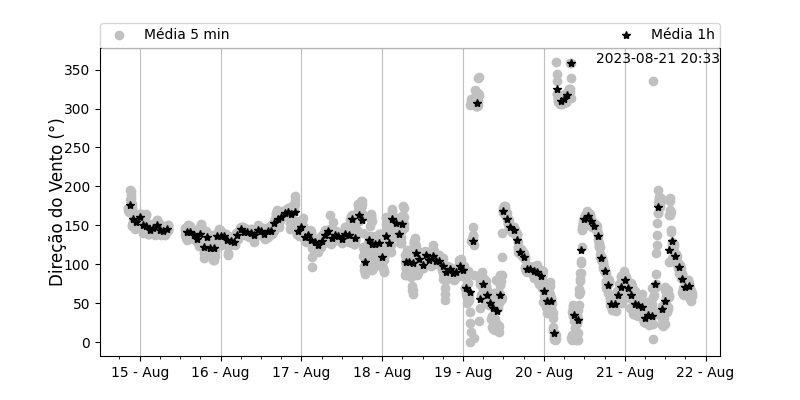 Média 5 min
Média 1h
2023-08-21 20:33
Direção do Vento (°)
350
300
250
200
150
100
50
0
15 - Aug
16 - Aug
17 - Aug
18 - Aug
19 - Aug
20 - Aug
21 - Aug
22 - Aug